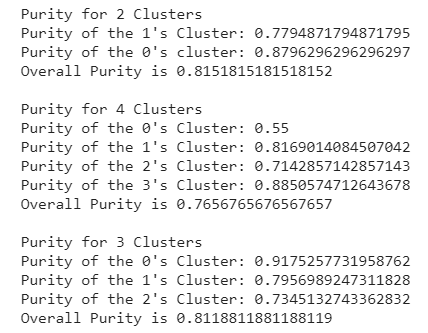 Purity for 2 Clusters
Purity of the 1's Cluster: 0.7794871794871795
Purity of the 0's cluster: 0.8796296296296297
Overall Purity is 0.8151815181518152
Purity for 4 Clusters
Purity of the 0's Cluster: 0.55
Purity of the 1's Cluster: 0.8169014084507042
Purity of the 2's Cluster: 0.7142857142857143
Purity of the 3's Cluster: 0.8850574712643678
Overall Purity is 0.7656765676567657
Purity for 3 Clusters
Purity of the 0's Cluster: 0.9175257731958762
Purity of the 1's Cluster: 0.7956989247311828
Purity of the 2's Cluster: 0.7345132743362832
Overall Purity is 0.8118811881188119